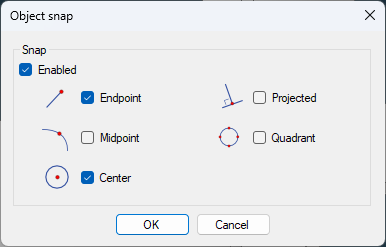 Object snap
Snap
Enabled
Endpoint
Projected
Midpoint
Quadrant
Center
OK
Cancel